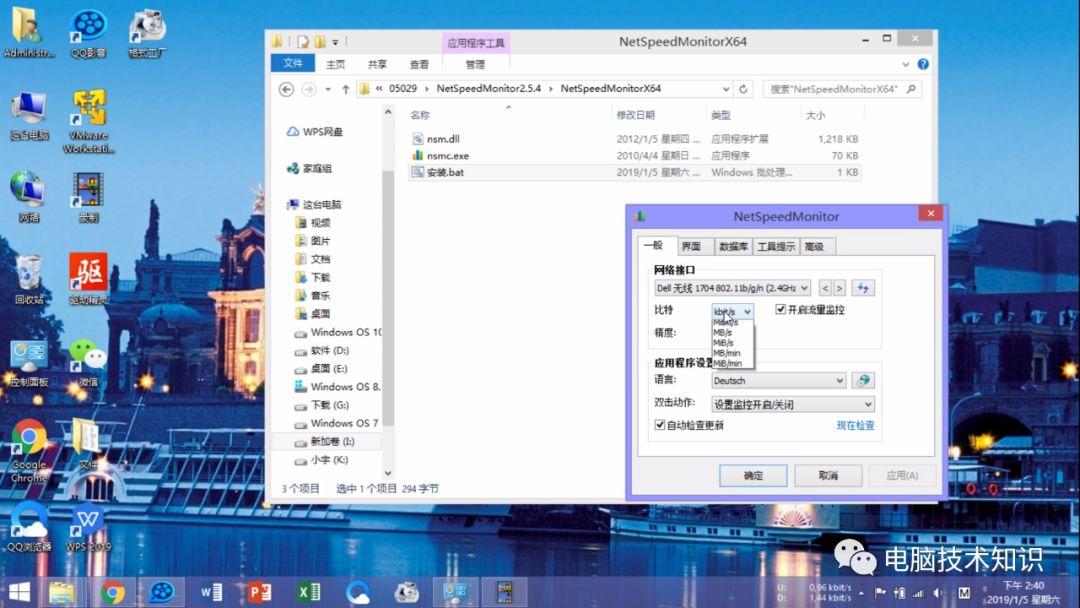 Administr...
QQ影音
格式工厂
这台电脑
VMware
Workstati...
网络
录制
回收站
驱
驱动精灵
控制面板
微信
Google
Chrome
文件
QQ浏览器
WPS 2019
应用程序工具
NetSpeedMonitorX64
文件
主页
共享
查看
管理
« 05029 › NetSpeedMonitor2.5.4 › NetSpeedMonitorX64
搜索"NetSpeedMonitorX64"
WPS网盘
家庭组
这台电脑
视频
图片
文档
下载
音乐
桌面
Windows OS 10
软件 (D:)
桌面 (E:)
Windows OS 8.
下载 (G:)
Windows OS 7
新加卷 (I:)
小宇 (K:)
名称 修改日期 类型 大小
nsm.dll 2012/1/5 星期四 ... 应用程序扩展 1,218 KB
nsmc.exe 2010/4/4 星期日 ... 应用程序 70 KB
安装.bat 2019/1/5 星期六 ... Windows 批处理... 1 KB
3 个项目 选中 1 个项目 294 字节
NetSpeedMonitor
一般 界面 数据库 工具提示 高级
网络接口
Dell 无线 1704 802.11b/g/n (2.4GHz
< >
比特 kbit/s 开启流量监控
MB/s
MiB/s
MB/min
MiB/min
精度:
应用程序设
语言: Deutsch
双击动作: 设置监控开启/关闭
自动检查更新 现在检查
确定 取消 应用(A)
电脑技术知识
U: 0.96 kbit/s
D: 1.44 kbit/s
M
下午 2:40
2019/1/5 星期六